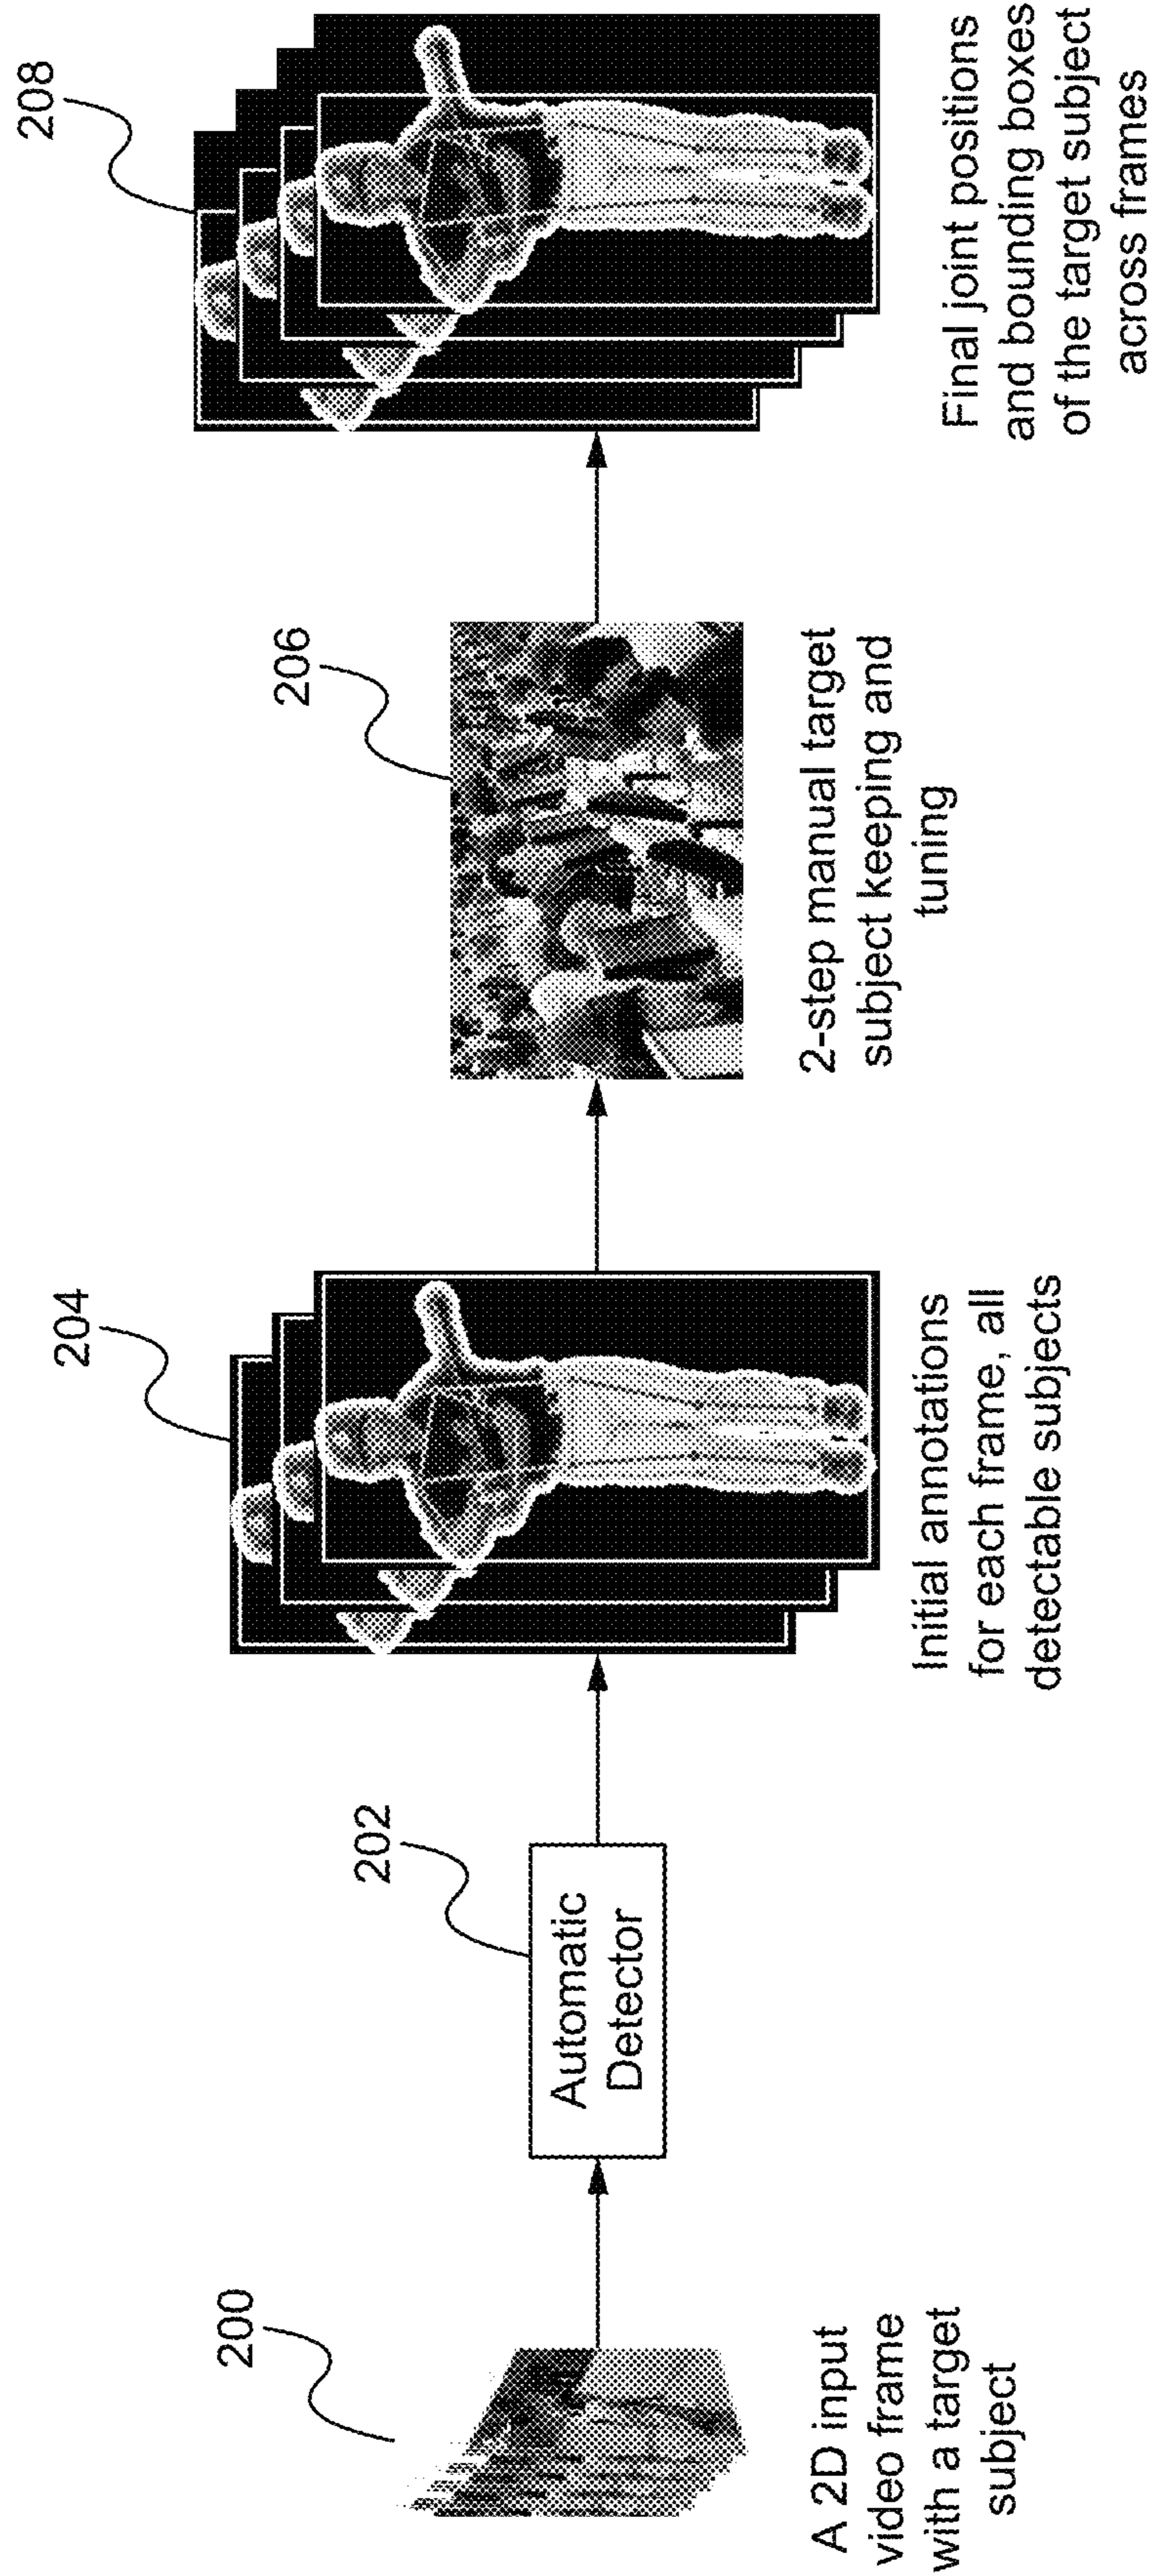 200
A 2D input
video frame
with a target
subject
202
Automatic
Detector
204
Initial annotations
for each frame, all
detectable subjects
206
2-step manual target
subject keeping and
tuning
208
Final joint positions
and bounding boxes
of the target subject
across frames